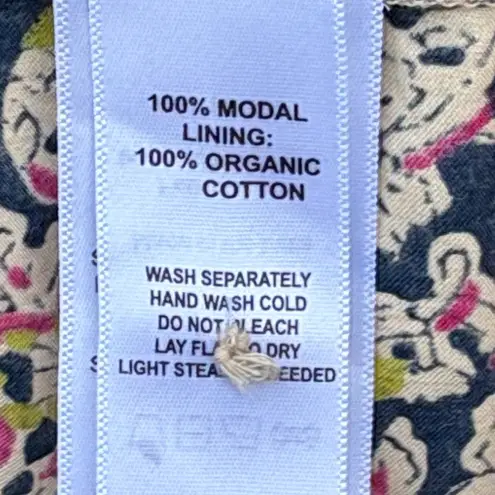 100% MODAL
LINING:
100% ORGANIC
COTTON
WASH SEPARATELY
HAND WASH COLD
DO NOT
LAY DRY
LIGHT